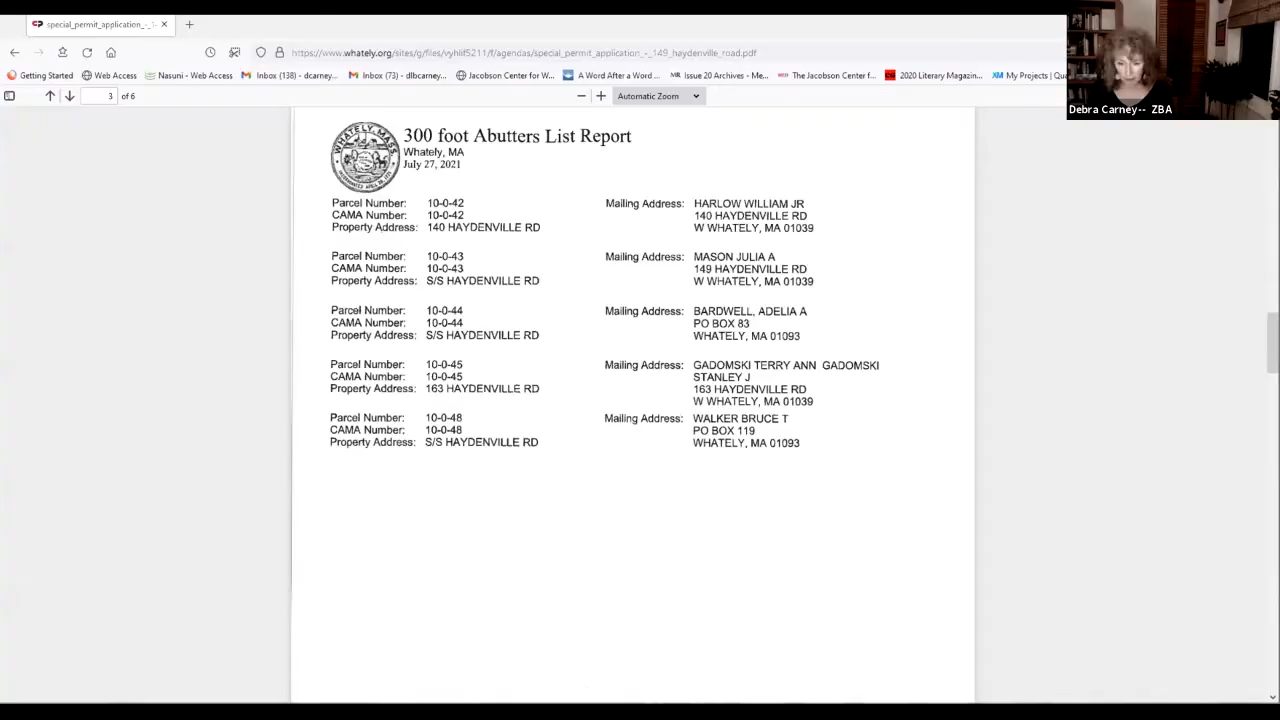 special_permit_application_-_1-
https://www.whately.org/sites/g/files/vyhlif5211/f/agendas/special_permit_application_-_149_haydenville_road.pdf
Getting Started Web Access Nasuni - Web Access Inbox (138) - dcarney... Inbox (73) - dlbcarney... Jacobson Center for W... A Word After a Word ... Issue 20 Archives - Me... The Jacobson Center f... 2020 Literary Magazin... My Projects | Qu
3 of 6 Automatic Zoom
Debra Carney-- ZBA
300 foot Abutters List Report
Whately, MA
July 27, 2021
Parcel Number: 10-0-42 Mailing Address: HARLOW WILLIAM JR
CAMA Number: 10-0-42 140 HAYDENVILLE RD
Property Address: 140 HAYDENVILLE RD W WHATELY, MA 01039
Parcel Number: 10-0-43 Mailing Address: MASON JULIA A
CAMA Number: 10-0-43 149 HAYDENVILLE RD
Property Address: S/S HAYDENVILLE RD W WHATELY, MA 01039
Parcel Number: 10-0-44 Mailing Address: BARDWELL, ADELIA A
CAMA Number: 10-0-44 PO BOX 83
Property Address: S/S HAYDENVILLE RD WHATELY, MA 01093
Parcel Number: 10-0-45 Mailing Address: GADOMSKI TERRY ANN GADOMSKI
CAMA Number: 10-0-45 STANLEY J
Property Address: 163 HAYDENVILLE RD 163 HAYDENVILLE RD
W WHATELY, MA 01039
Parcel Number: 10-0-48 Mailing Address: WALKER BRUCE T
CAMA Number: 10-0-48 PO BOX 119
Property Address: S/S HAYDENVILLE RD WHATELY, MA 01093